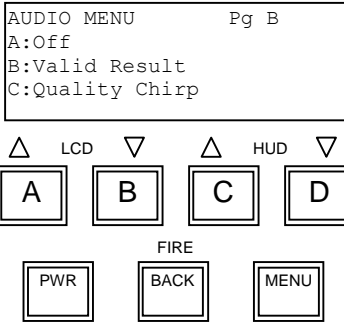 AUDIO MENU Pg B
A:Off
B:Valid Result
C:Quality Chirp
LCD HUD
A B C D
FIRE
PWR BACK MENU